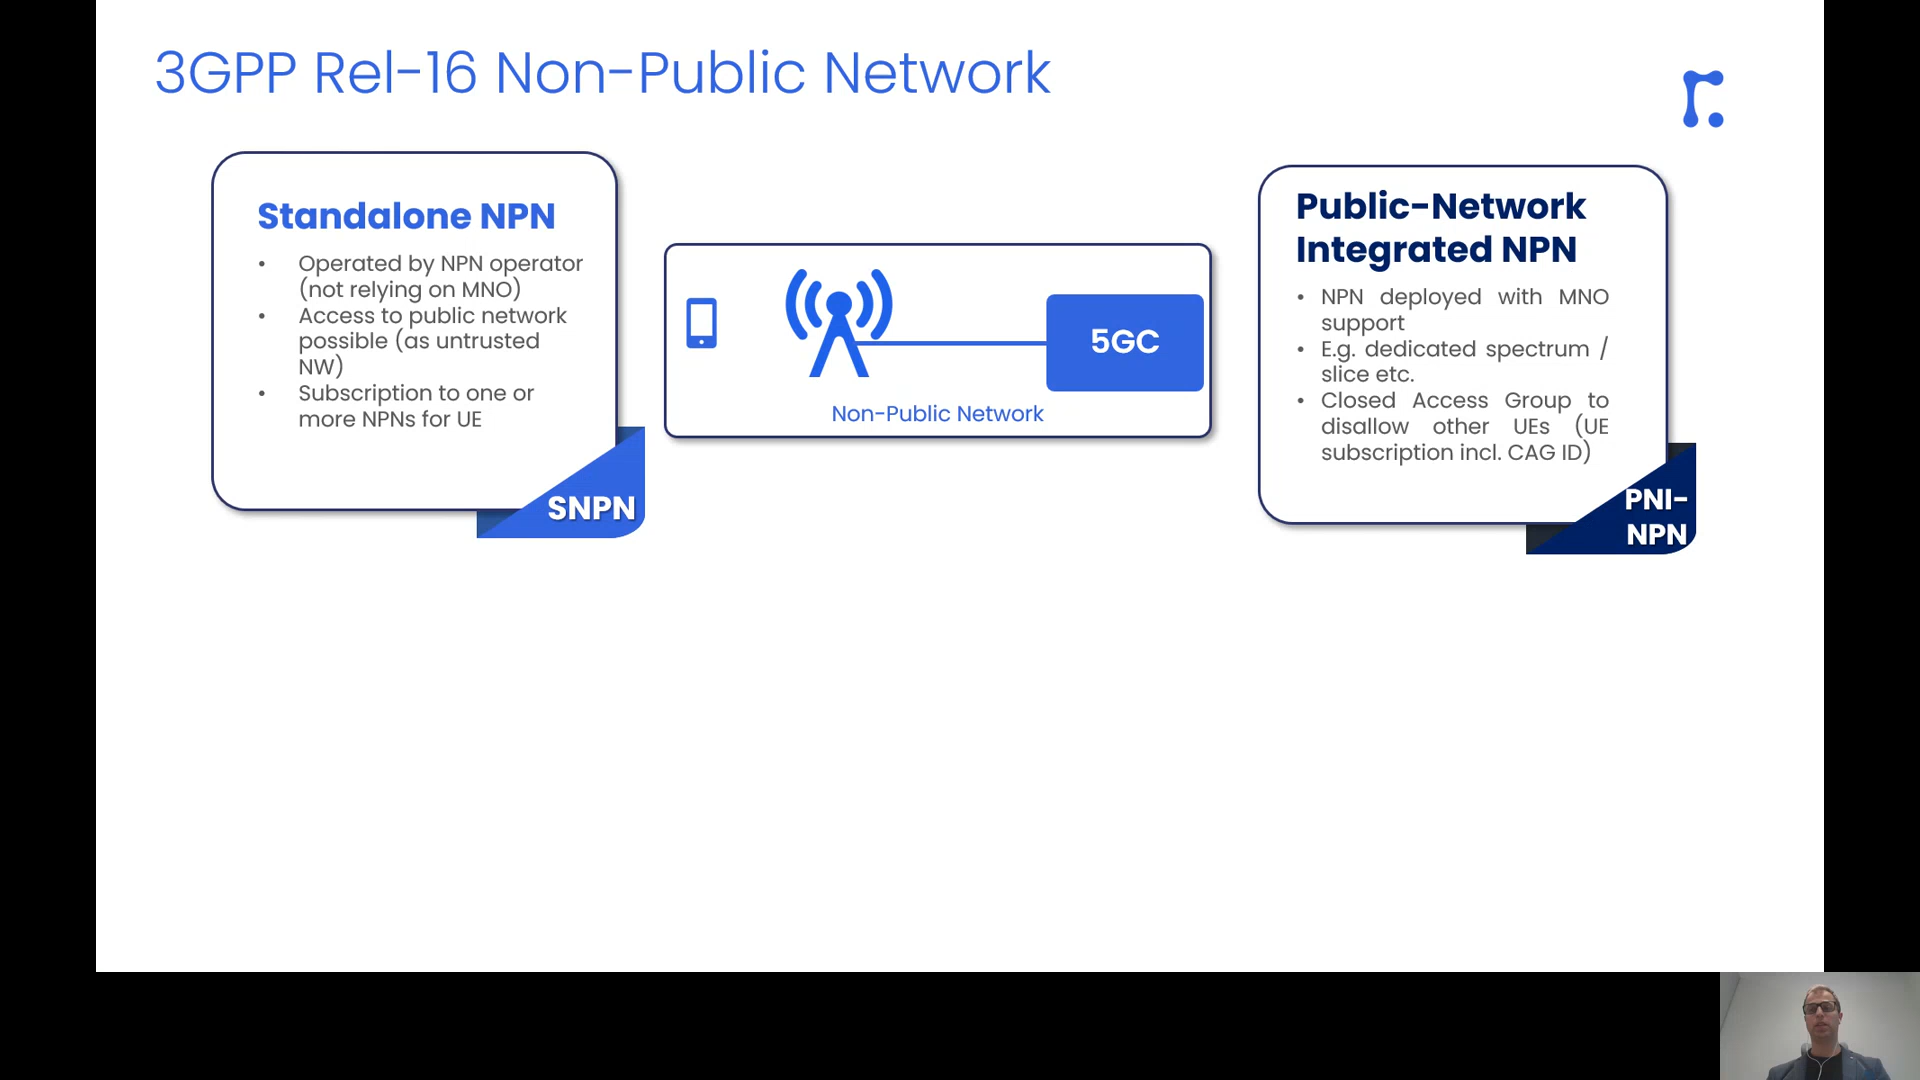 3GPP Rel-16 Non-Public Network
Standalone NPN
• Operated by NPN operator
(not relying on MNO)
• Access to public network
possible (as untrusted
NW)
• Subscription to one or
more NPNs for UE
SNPN
5GC
Non-Public Network
Public-Network
Integrated NPN
• NPN deployed with MNO
support
• E.g. dedicated spectrum /
slice etc.
• Closed Access Group to
disallow other UEs (UE
subscription incl. CAG ID)
PNI-
NPN
r.